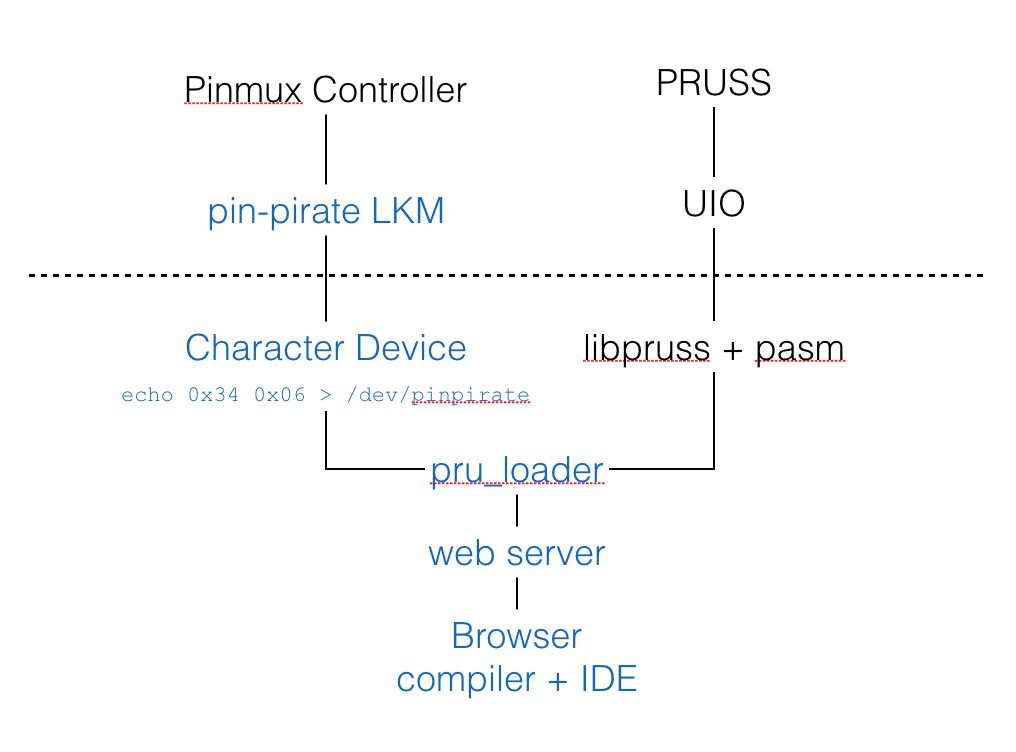 Pinmux Controller
PRUSS
pin-pirate LKM
UIO
Character Device
libpruss + pasm
echo 0x34 0x06 > /dev/pinpirate
pru_loader
web server
Browser
compiler + IDE